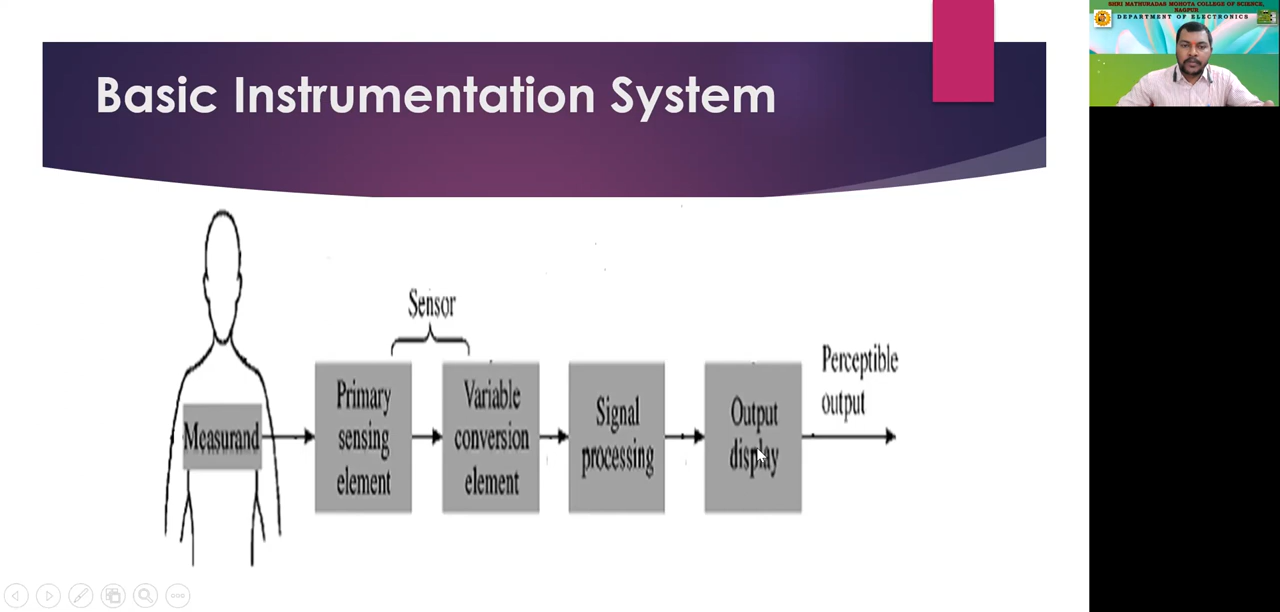 Basic Instrumentation System
SHRI MATHURADAS MOHOTA COLLEGE OF SCIENCE,
NAGPUR
DEPARTMENT OF ELECTRONICS
Sensor
Measurand
Primary
sensing
element
Variable
conversion
element
Signal
processing
Output
display
Perceptible
output